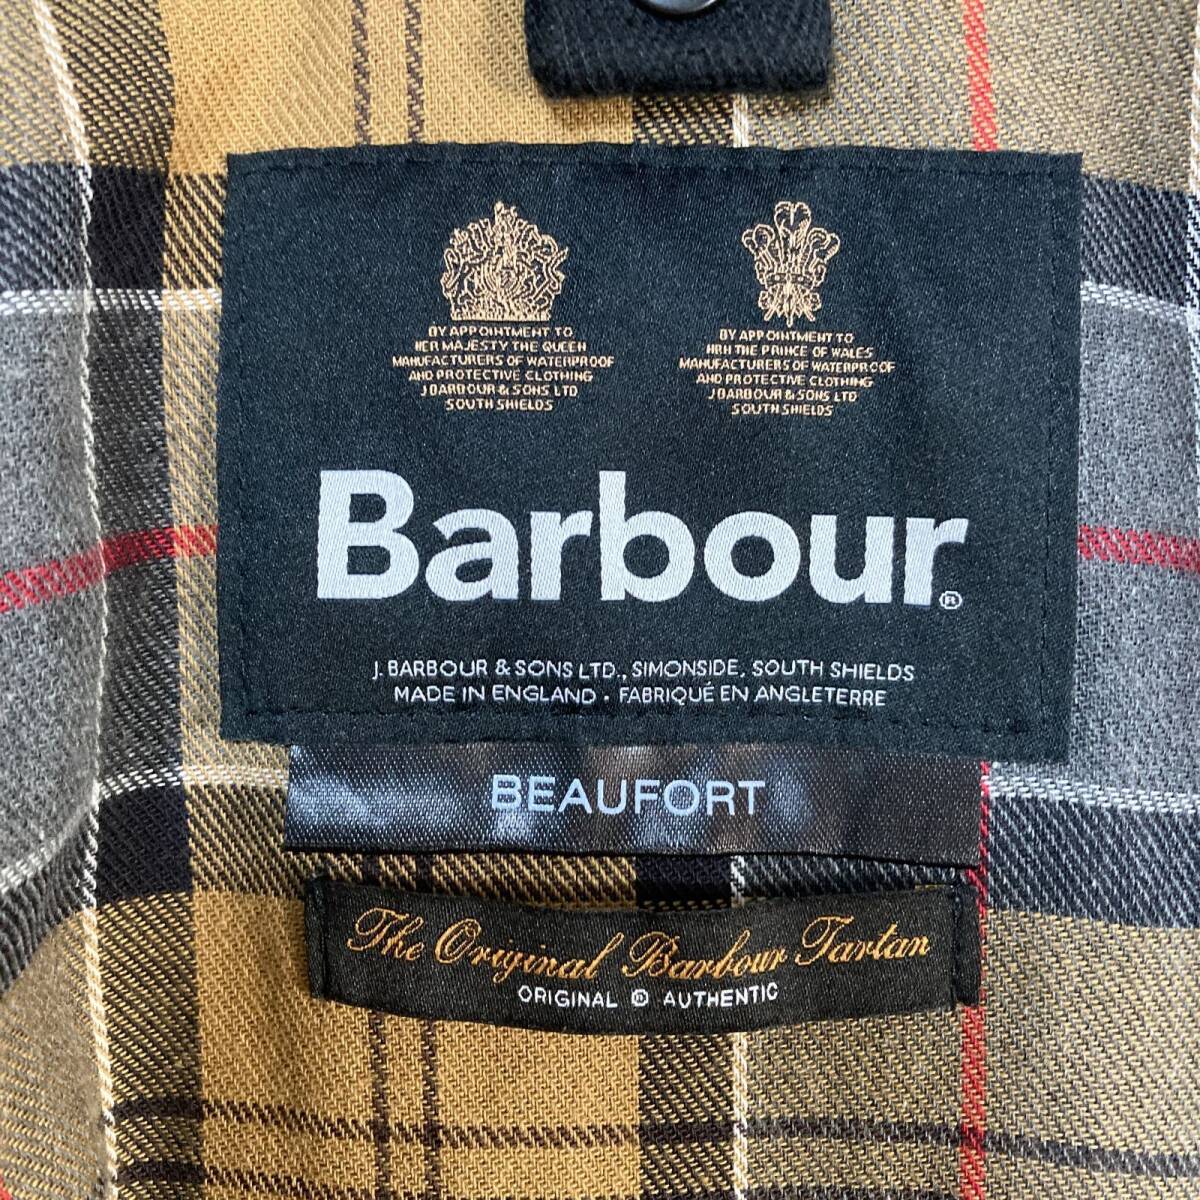 BY APPOINTMENT TO
HER MAJESTY THE QUEEN
MANUFACTURERS OF WATERPROOF
AND PROTECTIVE CLOTHING
J BARBOUR & SONS LTD
SOUTH SHIELDS
BY APPOINTMENT TO
HRH THE PRINCE OF WALES
MANUFACTURERS OF WATERPROOF
AND PROTECTIVE CLOTHING
J BARBOUR & SONS LTD
SOUTH SHIELDS
Barbour®
J. BARBOUR & SONS LTD., SIMONSIDE, SOUTH SHIELDS
MADE IN ENGLAND · FABRIQUÉ EN ANGLETERRE
BEAUFORT
The Original Barbour Tartan
ORIGINAL ® AUTHENTIC